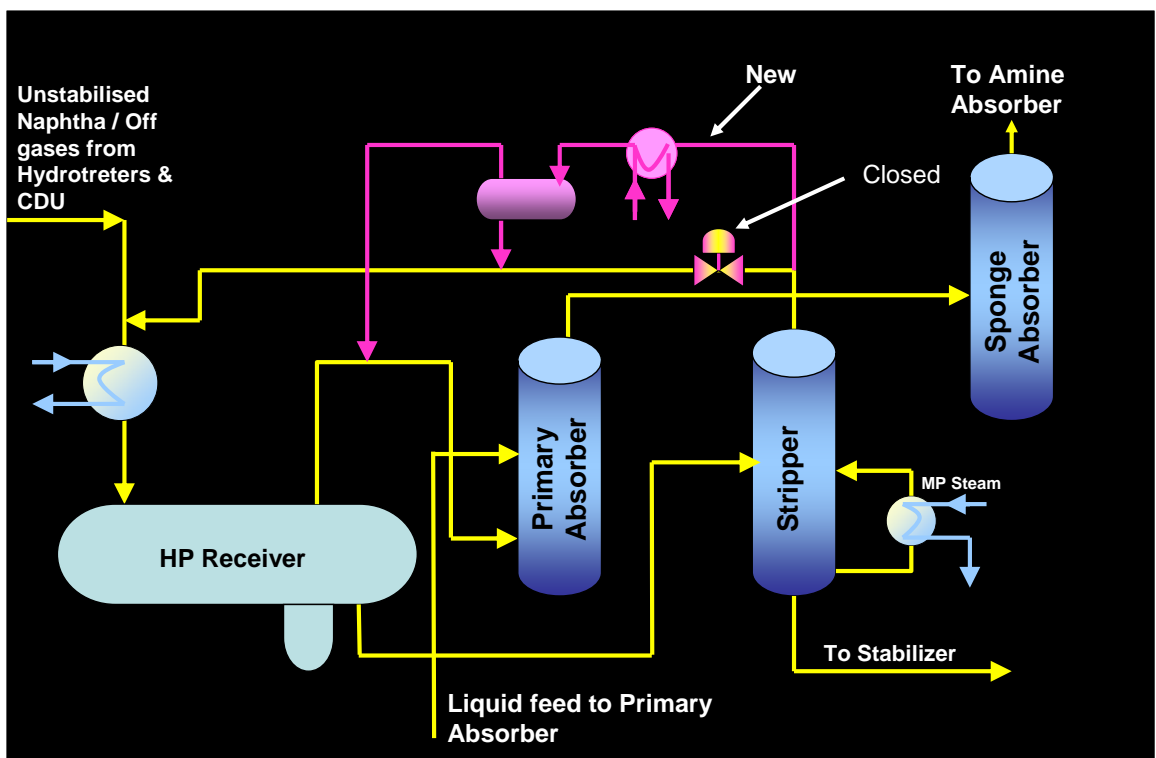 Unstabilised
Naphtha / Off
gases from
Hydrotreters &
CDU
New
To Amine
Absorber
Closed
Sponge
Absorber
Primary
Absorber
Stripper
MP Steam
HP Receiver
To Stabilizer
Liquid feed to Primary
Absorber